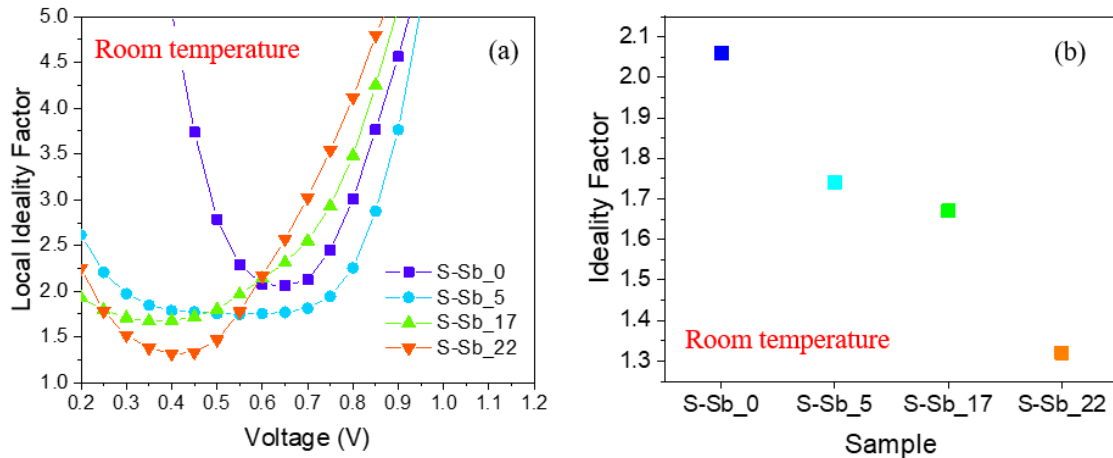 Room temperature
(a)
5.0
4.5
4.0
3.5
3.0
2.5
2.0
1.5
1.0
Local Ideality Factor
S-Sb_0
S-Sb_5
S-Sb_17
S-Sb_22
0.2 0.3 0.4 0.5 0.6 0.7 0.8 0.9 1.0 1.1 1.2
Voltage (V)
(b)
2.1
2.0
1.9
1.8
1.7
1.6
1.5
1.4
1.3
Ideality Factor
Room temperature
S-Sb_0 S-Sb_5 S-Sb_17 S-Sb_22
Sample